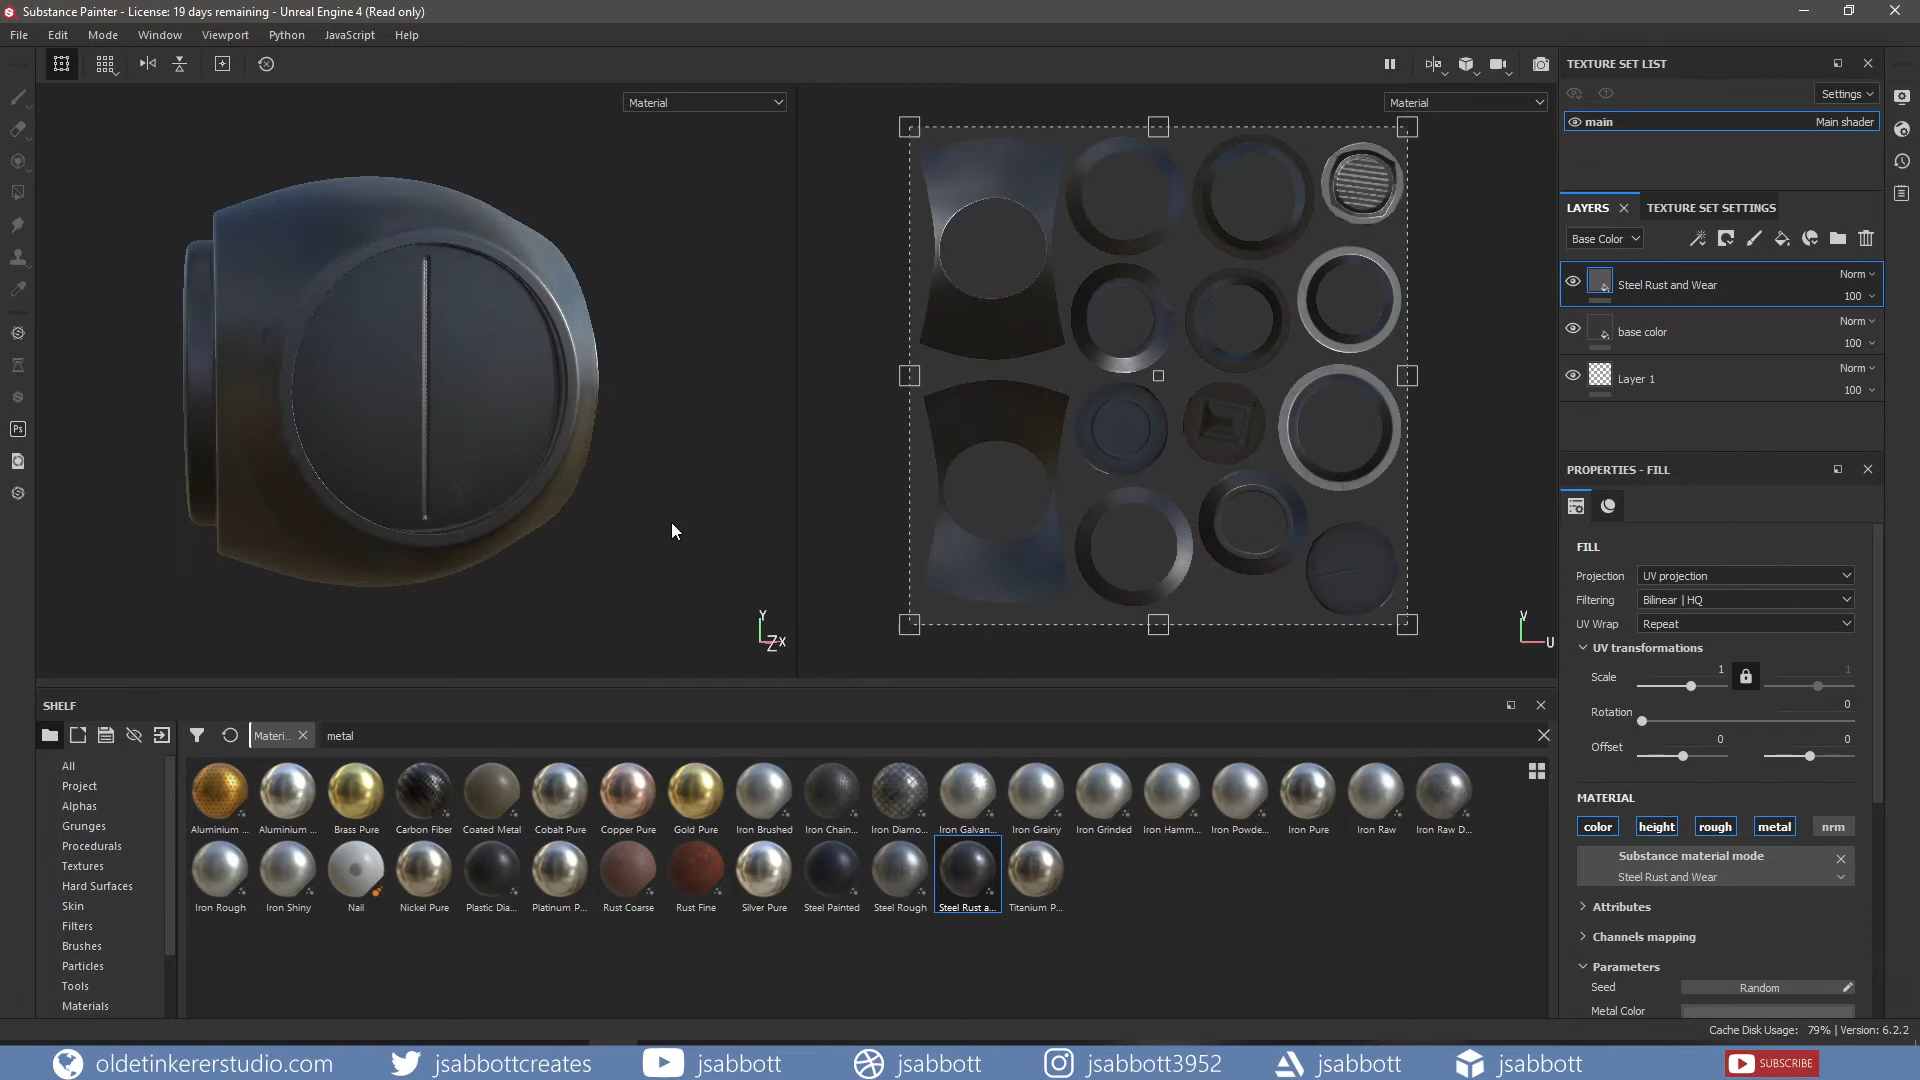 Substance Painter - License: 19 days remaining - Unreal Engine 4 (Read only)
File Edit Mode Window Viewport Python JavaScript Help
Material
Material
TEXTURE SET LIST
Settings
main Main shader
LAYERS TEXTURE SET SETTINGS
Base Color
Steel Rust and Wear Norm 100
base color Norm 100
Layer 1 Norm 100
PROPERTIES - FILL
FILL
Projection UV projection
Filtering Bilinear | HQ
UV Wrap Repeat
UV transformations
Scale 1 1
Rotation 0
Offset 0 0
MATERIAL
color height rough metal nrm
Substance material mode
Steel Rust and Wear
Attributes
Channels mapping
Parameters
Seed Random
Metal Color
Y
Z X
V
U
Ps
SHELF
Materi.. metal
All
Project
Alphas
Grunges
Procedurals
Textures
Hard Surfaces
Skin
Filters
Brushes
Particles
Tools
Materials
Aluminium ... Aluminium ... Brass Pure Carbon Fiber Coated Metal Cobalt Pure Copper Pure Gold Pure Iron Brushed Iron Chain... Iron Diamo... Iron Galvan... Iron Grainy Iron Grinded Iron Hamm... Iron Powde... Iron Pure Iron Raw Iron Raw D...
Iron Rough Iron Shiny Nail Nickel Pure Plastic Dia... Platinum P... Rust Coarse Rust Fine Silver Pure Steel Painted Steel Rough Steel Rust a... Titanium P...
Cache Disk Usage: 79% | Version: 6.2.2
oldetinkererstudio.com jsabbottcreates jsabbott jsabbott jsabbott3952 jsabbott jsabbott SUBSCRIBE